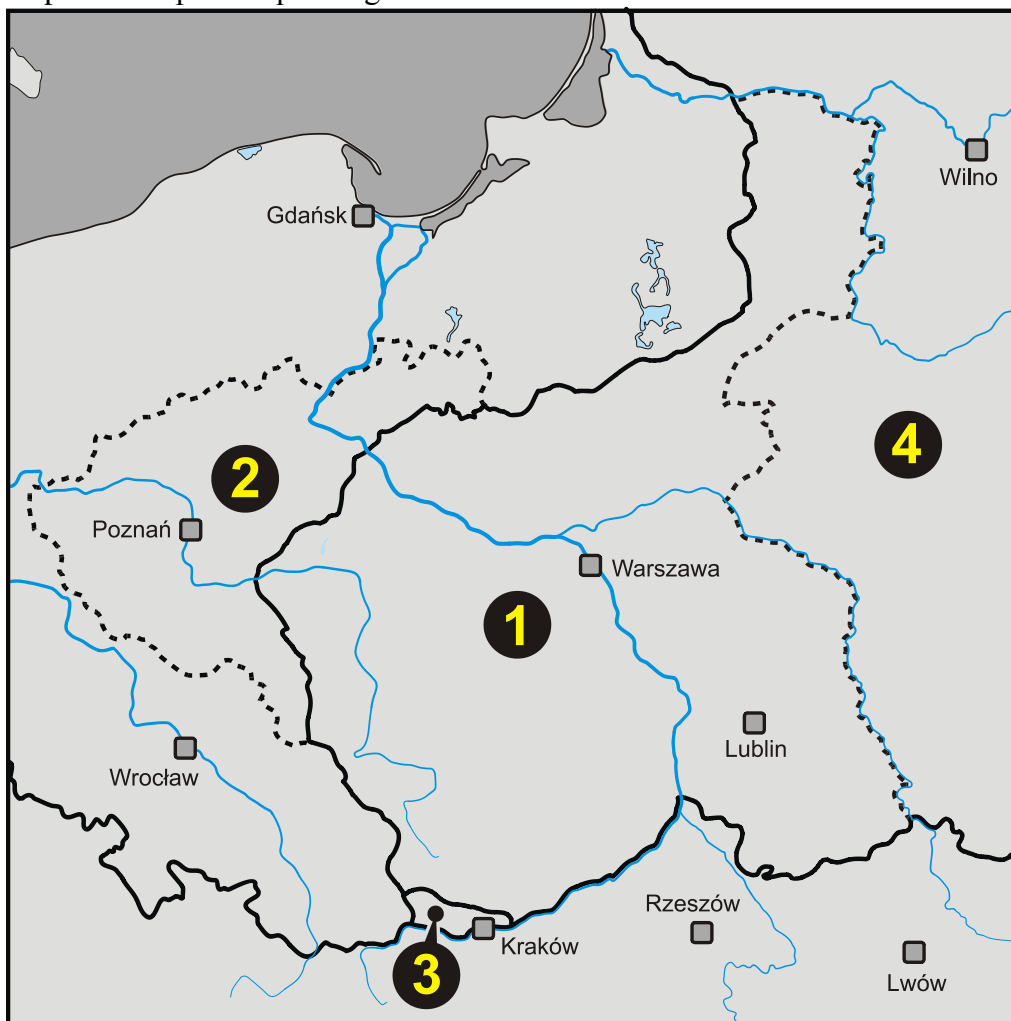 Wilno
Gdańsk
4
2
Poznań
Warszawa
1
Lublin
Wrocław
Rzeszów
Kraków
3
Lwów